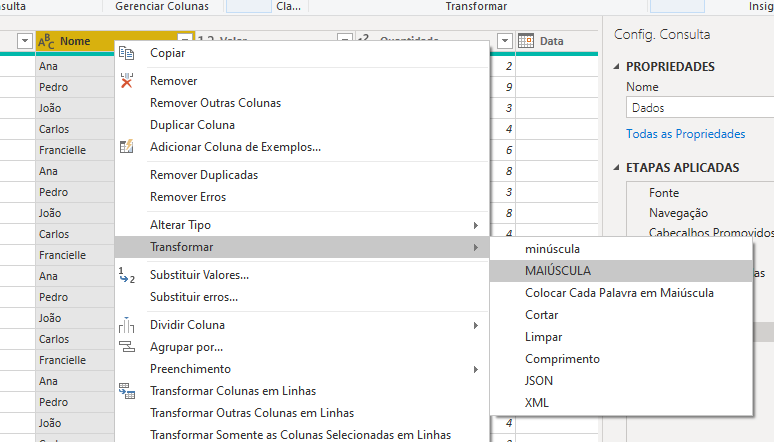 nsulta
Gerenciar Colunas
Cla...
Transformar
Insig
ABC Nome
1.2 Valor
Quantidade
Data
Ana
Pedro
João
Carlos
Francielle
Ana
Pedro
João
Carlos
Francielle
Ana
Pedro
João
Carlos
Francielle
Ana
Pedro
João
Carlos
2
9
3
4
6
8
3
8
4
4
Copiar
Remover
Remover Outras Colunas
Duplicar Coluna
Adicionar Coluna de Exemplos...
Remover Duplicadas
Remover Erros
Alterar Tipo
Transformar
Substituir Valores...
Substituir erros...
Dividir Coluna
Agrupar por...
Preenchimento
Transformar Colunas em Linhas
Transformar Outras Colunas em Linhas
Transformar Somente as Colunas Selecionadas em Linhas
minúscula
MAIÚSCULA
Colocar Cada Palavra em Maiúscula
Cortar
Limpar
Comprimento
JSON
XML
Config. Consulta
PROPRIEDADES
Nome
Dados
Todas as Propriedades
ETAPAS APLICADAS
Fonte
Navegação
Cabeçalhos Promovidos
as